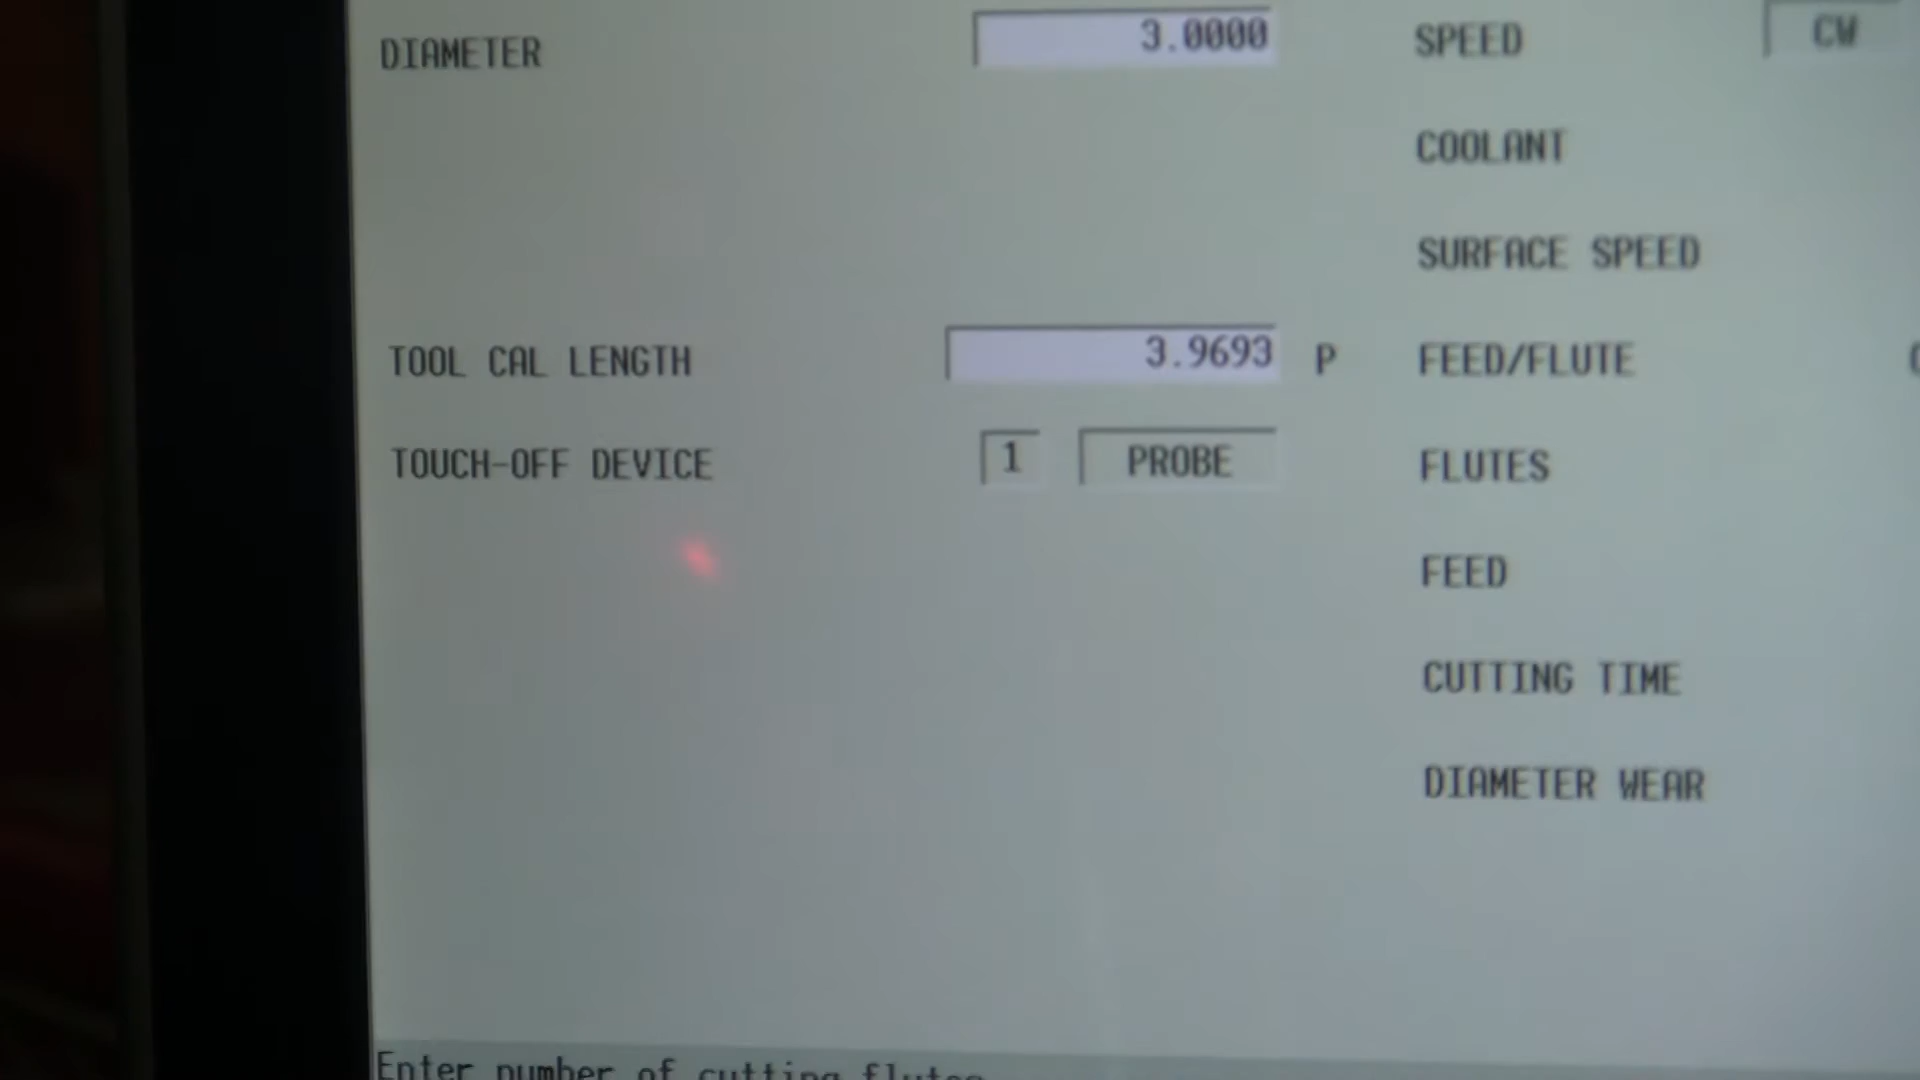 DIAMETER 3.0000 SPEED CW
COOLANT
SURFACE SPEED
TOOL CAL LENGTH 3.9693 P FEED/FLUTE
TOUCH-OFF DEVICE 1 PROBE FLUTES
FEED
CUTTING TIME
DIAMETER WEAR
Enter number of cutting flutes